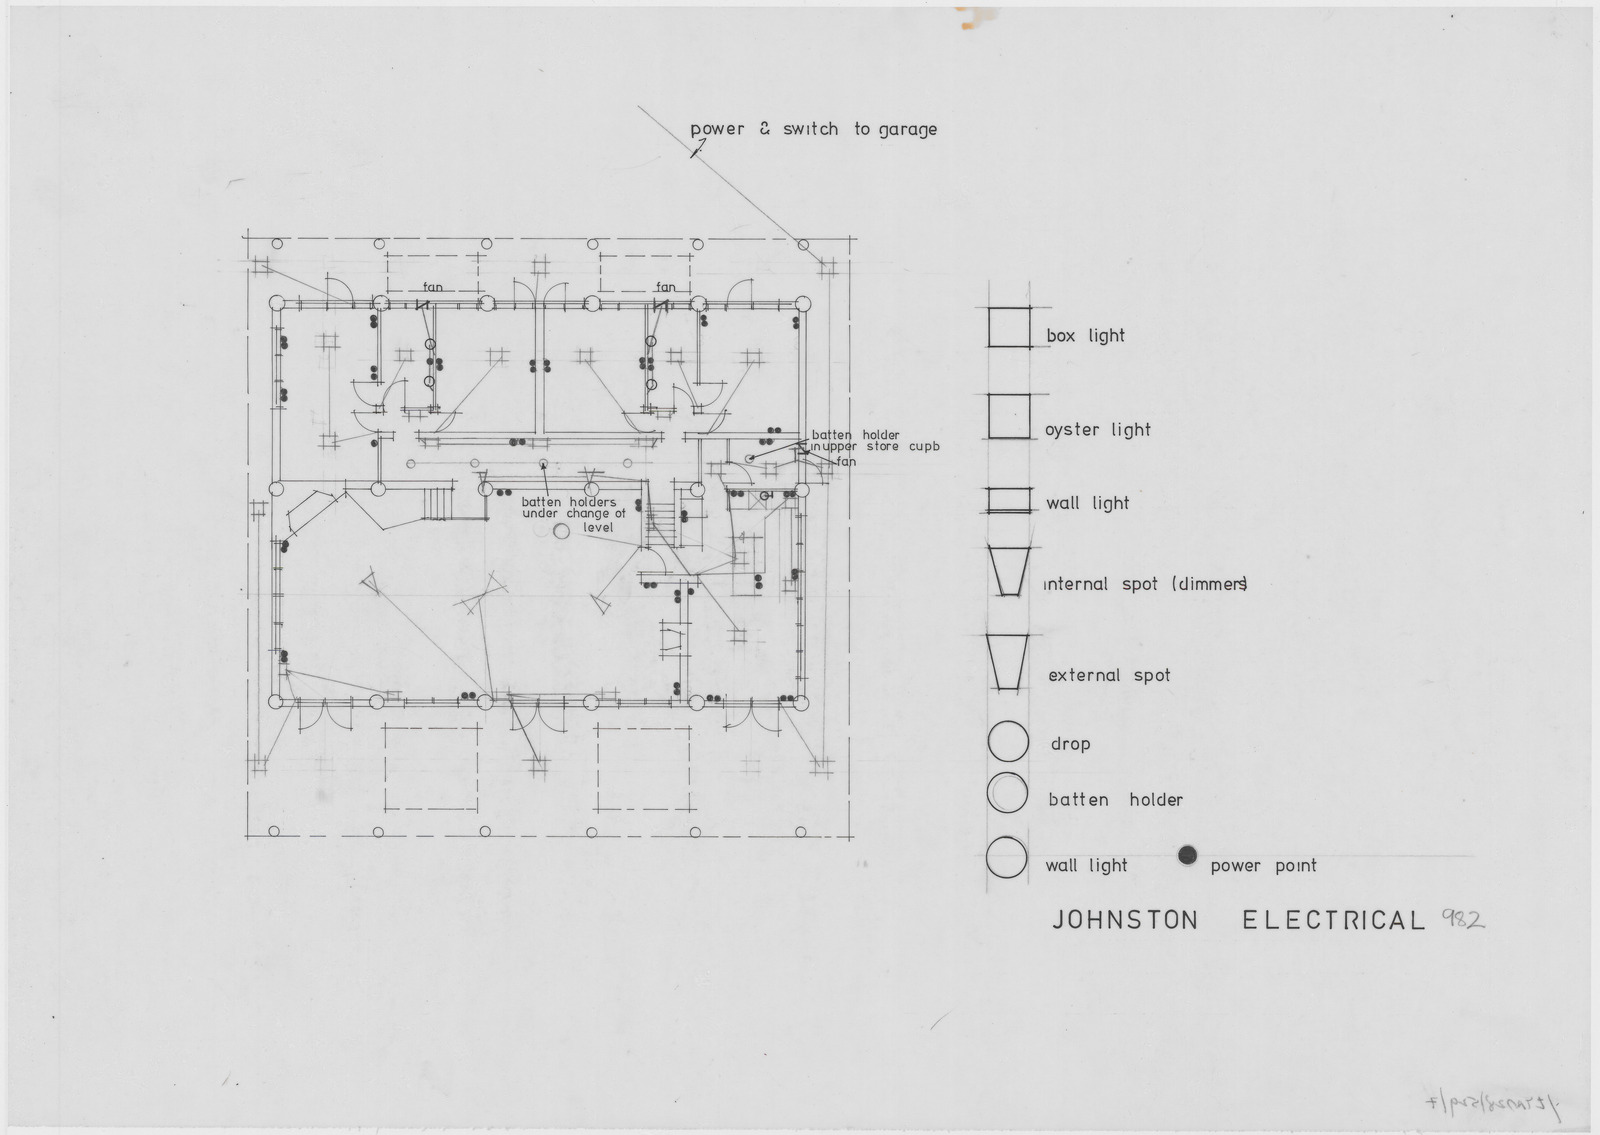 power & switch to garage
fan
fan
batten holder
in upper store cupb
fan
batten holders
under change of
level
box light
oyster light
wall light
internal spot (dimmers)
external spot
drop
batten holder
wall light
power point
JOHNSTON ELECTRICAL 982